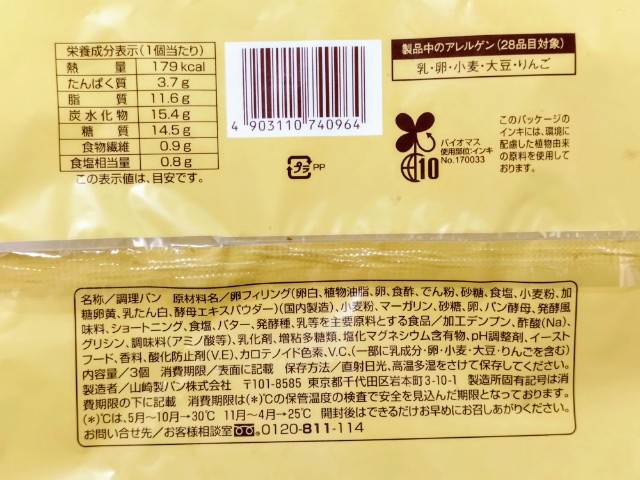 栄養成分表示(1個当たり)
熱量 179kcal
たんぱく質 3.7g
脂質 11.6g
炭水化物 15.4g
糖質 14.5g
食物繊維 0.9g
食塩相当量 0.8g
この表示値は、目安です。
4 903110 740964
プラ PP
製品中のアレルゲン(28品目対象)
乳・卵・小麦・大豆・りんご
バイオマス
使用部位:インキ
No.170033
10
このパッケージの
インキには、環境に
配慮した植物由来
の原料を使用して
おります。
名称/調理パン 原材料名/卵フィリング(卵白、植物油脂、卵、食酢、でん粉、砂糖、食塩、小麦粉、加
糖卵黄、乳たん白、酵母エキスパウダー)(国内製造)、小麦粉、マーガリン、砂糖、卵、パン酵母、発酵風
味料、ショートニング、食塩、バター、発酵種、乳等を主要原料とする食品/加工デンプン、酢酸(Na)、
グリシン、調味料(アミノ酸等)、乳化剤、増粘多糖類、塩化マグネシウム含有物、pH調整剤、イースト
フード、香料、酸化防止剤(V.E)、カロテノイド色素、V.C、(一部に乳成分・卵・小麦・大豆・りんごを含む)
内容量/3個 消費期限/表面に記載 保存方法/直射日光、高温多湿をさけて保存してください。
製造者/山崎製パン株式会社 〒101-8585 東京都千代田区岩本町3-10-1 製造所固有記号は消
費期限の下に記載 消費期限は(*)℃の保管温度の検査で安全を見込んだ期限となっております。
(*)℃は、5月~10月→30℃ 11月~4月→25℃ 開封後はできるだけお早めにお召しあがりください。
お問い合せ先/お客様相談室 0120-811-114